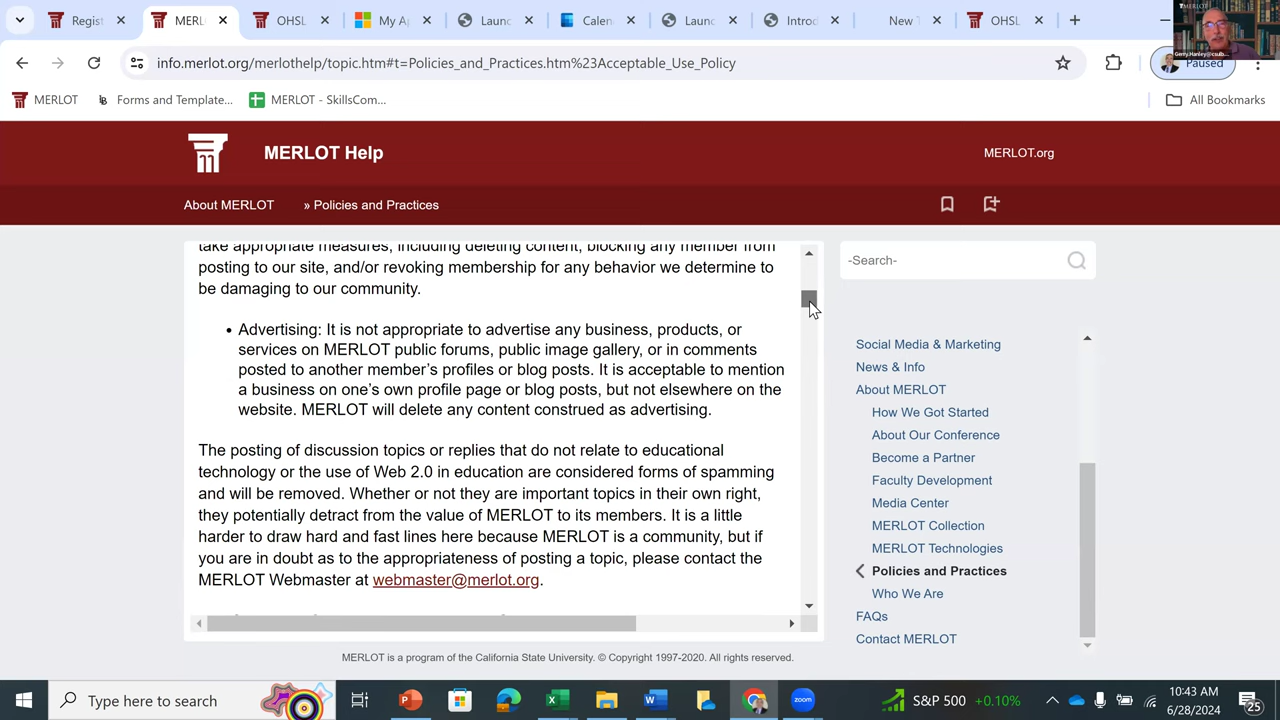 Regist
MERL
OHSL
My Ap
Launc
Calen
Launc
Introd
New T
OHSL
MERLOT
info.merlot.org/merlothelp/topic.htm#t=Policies_and_Practices.htm%23Acceptable_Use_Policy
Gerry.Hanley@csulb...
Paused
MERLOT
Forms and Template...
MERLOT - SkillsCom...
All Bookmarks
MERLOT Help
MERLOT.org
About MERLOT » Policies and Practices
take appropriate measures, including deleting content, blocking any member from
posting to our site, and/or revoking membership for any behavior we determine to
be damaging to our community.
• Advertising: It is not appropriate to advertise any business, products, or
services on MERLOT public forums, public image gallery, or in comments
posted to another member's profiles or blog posts. It is acceptable to mention
a business on one's own profile page or blog posts, but not elsewhere on the
website. MERLOT will delete any content construed as advertising.
The posting of discussion topics or replies that do not relate to educational
technology or the use of Web 2.0 in education are considered forms of spamming
and will be removed. Whether or not they are important topics in their own right,
they potentially detract from the value of MERLOT to its members. It is a little
harder to draw hard and fast lines here because MERLOT is a community, but if
you are in doubt as to the appropriateness of posting a topic, please contact the
MERLOT Webmaster at webmaster@merlot.org.
-Search-
Social Media & Marketing
News & Info
About MERLOT
How We Got Started
About Our Conference
Become a Partner
Faculty Development
Media Center
MERLOT Collection
MERLOT Technologies
Policies and Practices
Who We Are
FAQs
Contact MERLOT
MERLOT is a program of the California State University. © Copyright 1997-2020. All rights reserved.
Type here to search
zoom
S&P 500 +0.10%
10:43 AM
6/28/2024
25